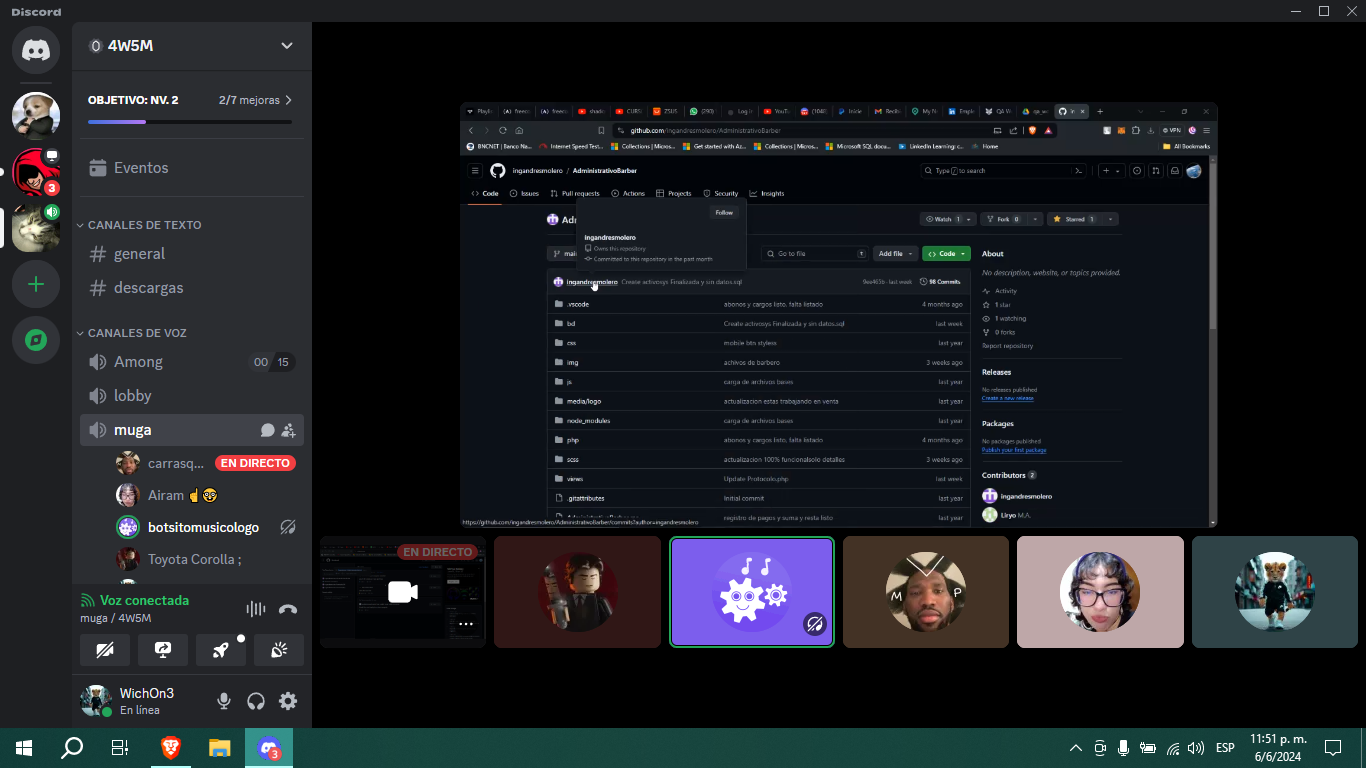 Discord
4W5M
OBJETIVO: NV. 2
2/7 mejoras
Eventos
CANALES DE TEXTO
general
descargas
CANALES DE VOZ
Among
00 / 15
lobby
muga
carrasq...
EN DIRECTO
Airam
botsitomusicologo
Toyota Corolla ;
Voz conectada
muga / 4W5M
WichOn3
En línea
3
github.com/ingandresmolero/AdministrativoBarber
VPN
BNCNET | Banco Na...
Internet Speed Test...
Collections | Micros...
Get started with Az...
Collections | Micros...
Microsoft SQL docu...
LinkedIn Learning: c...
Home
All Bookmarks
ingandresmolero / AdministrativoBarber
Type / to search
Code
Issues
Pull requests
Actions
Projects
Security
Insights
Follow
ingandresmolero
Owns this repository
Committed to this repository in the past month
Watch 1
Fork 0
Starred 1
Go to file
Add file
Code
ingandresmolero
Create activosys Finalizada y sin datos.sql
last week
98 Commits
.vscode
abonos y cargos listo, falta listado
4 months ago
bd
Create activosys Finalizada y sin datos.sql
last week
css
mobile btn styless
last year
img
achivos de barbero
3 weeks ago
js
carga de archivos bases
last year
media/logo
actualizacion estas trabajando en venta
last year
node_modules
carga de archivos bases
last year
php
abonos y cargos listo, falta listado
4 months ago
scss
actualizacion 100% funcionalsolo detalles
3 weeks ago
views
Update Protocolo.php
last week
.gitattributes
Initial commit
last year
registro de pagos y suma y resta listo
last year
https://github.com/ingandresmolero/AdministrativoBarber/commits?author=ingandresmolero
About
No description, website, or topics provided.
Activity
1 star
1 watching
0 forks
Report repository
Releases
No releases published
Create a new release
Packages
No packages published
Publish your first package
Contributors 2
ingandresmolero
Liryo M.A.
EN DIRECTO
M P
3
ESP
11:51 p. m.
6/6/2024